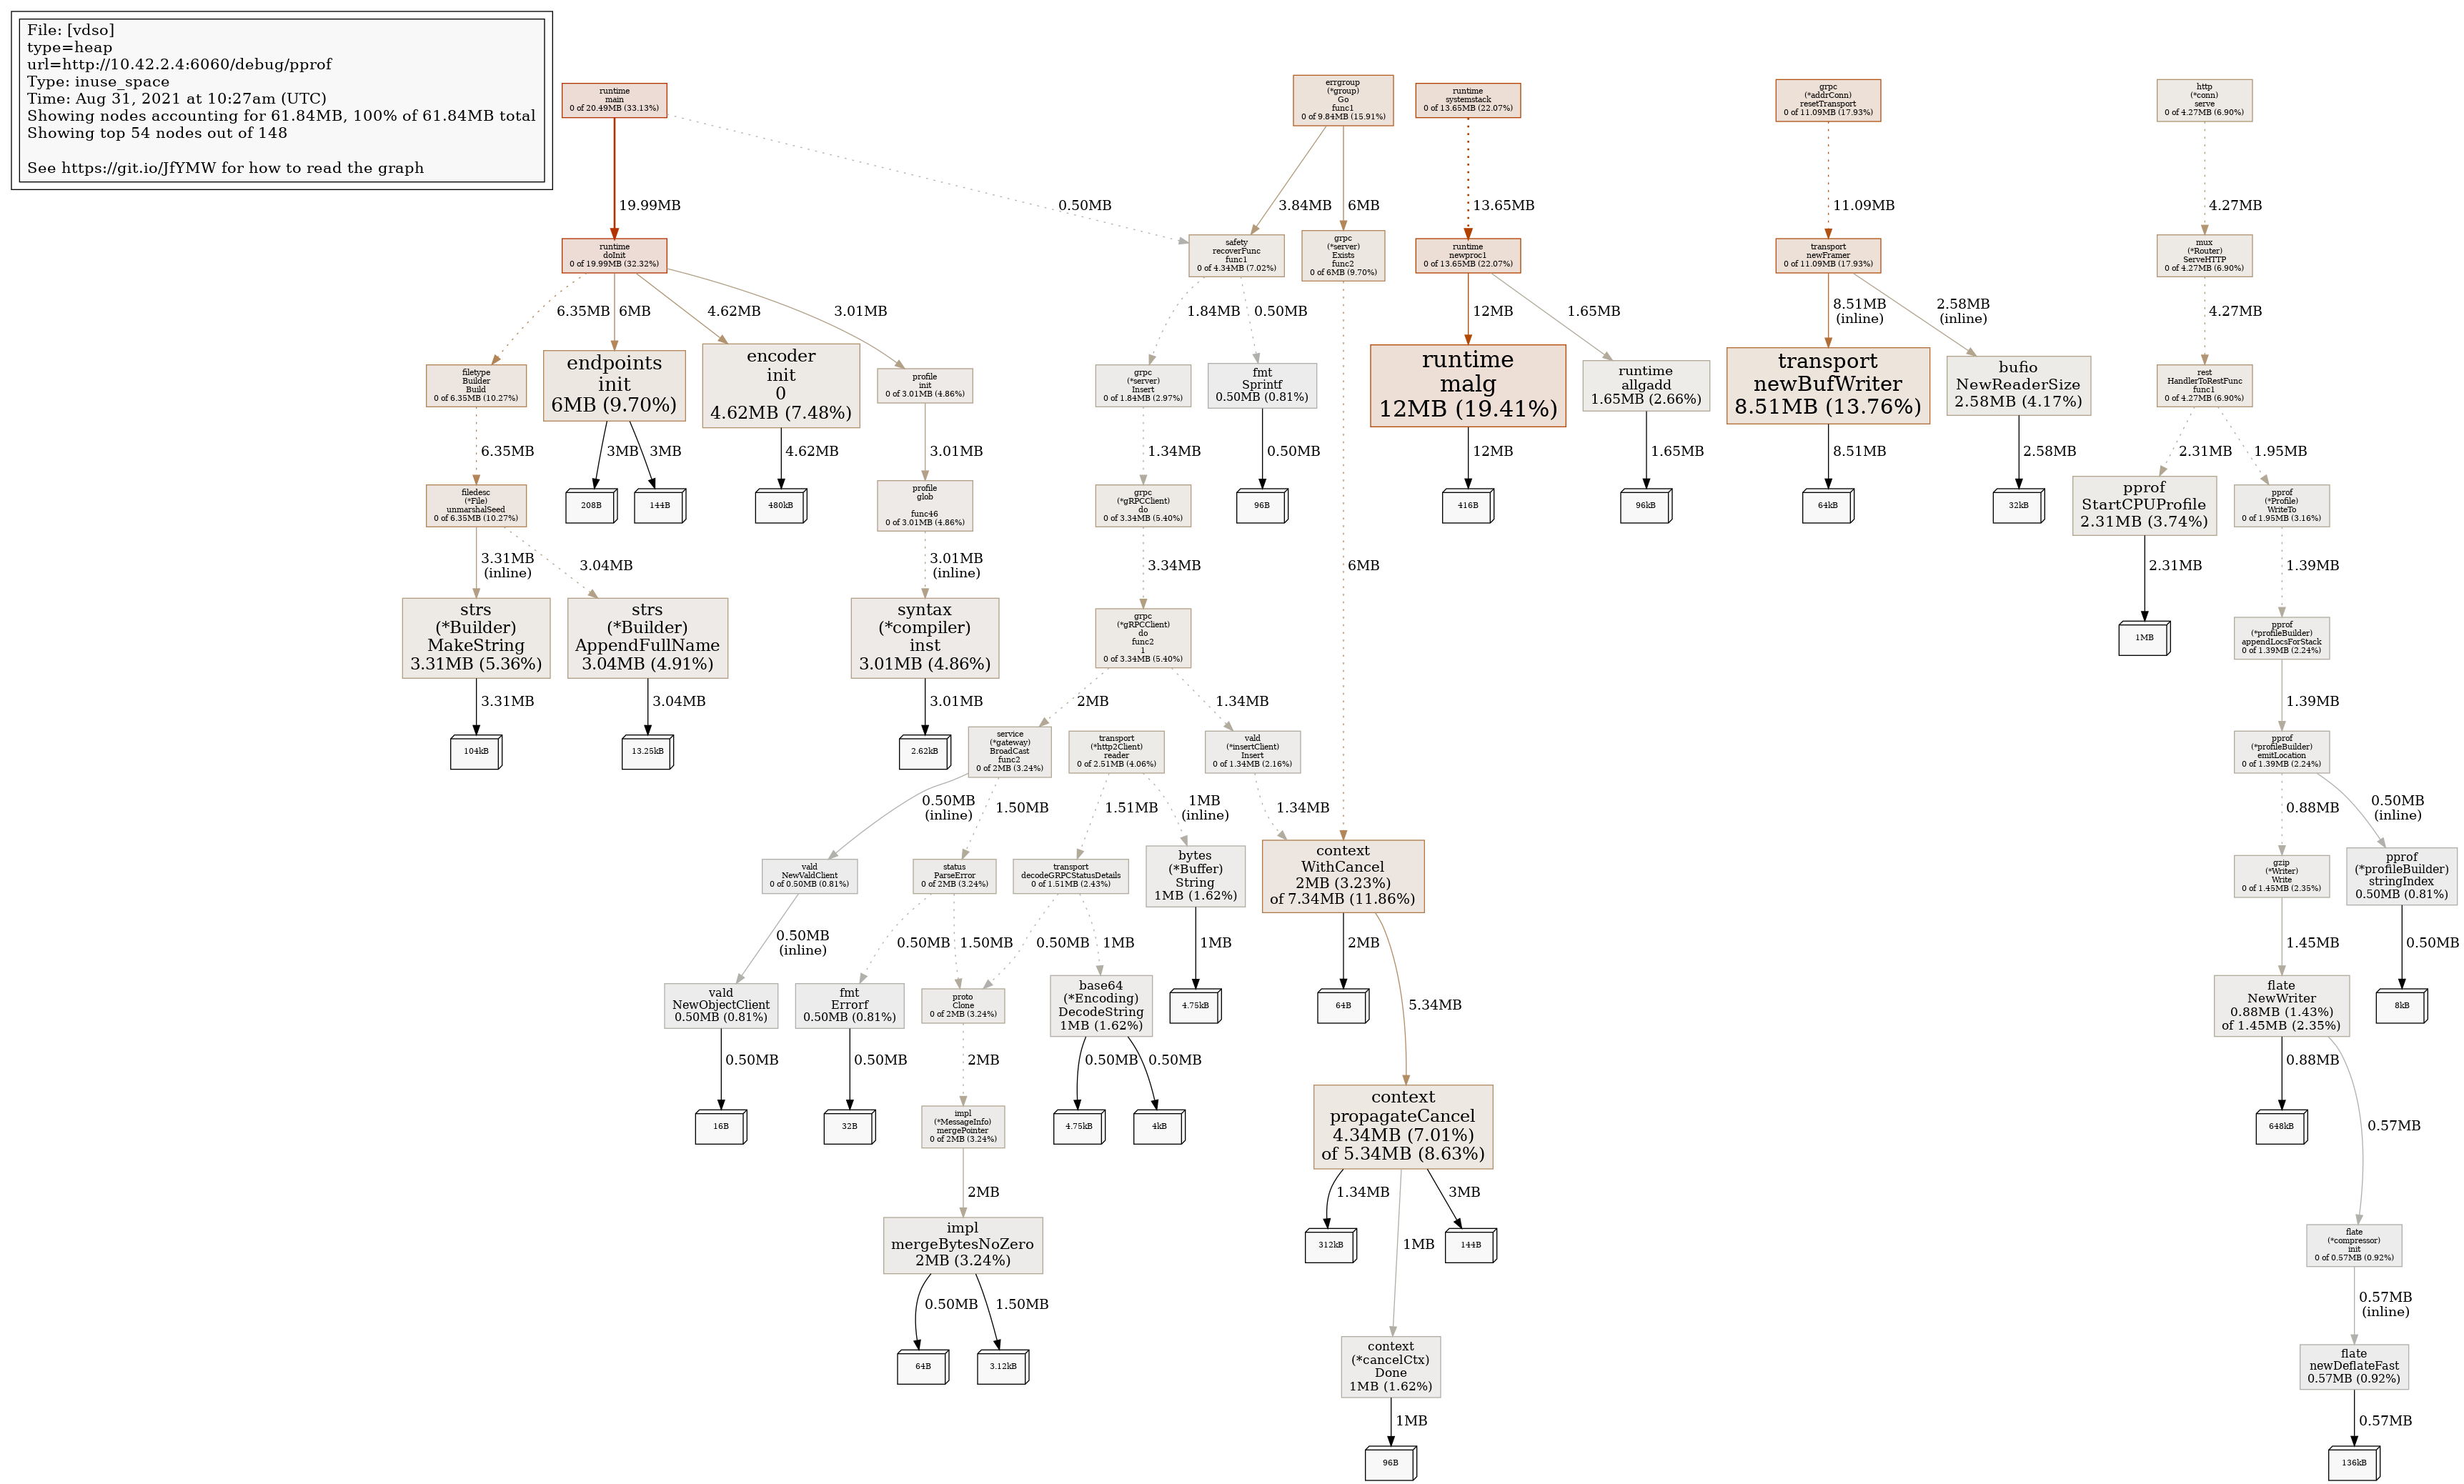 File: [vdso]
type=heap
url=http://10.42.2.4:6060/debug/pprof
Type: inuse_space
Time: Aug 31, 2021 at 10:27am (UTC)
Showing nodes accounting for 61.84MB, 100% of 61.84MB total
Showing top 54 nodes out of 148
See https://git.io/JfYMW for how to read the graph
runtime
main
0 of 20.49MB (33.13%)
errgroup
(*group)
Go
func1
0 of 9.84MB (15.91%)
runtime
systemstack
0 of 13.65MB (22.07%)
grpc
(*addrConn)
resetTransport
0 of 11.09MB (17.93%)
http
(*conn)
serve
0 of 4.27MB (6.90%)
19.99MB
0.50MB
3.84MB
6MB
13.65MB
11.09MB
4.27MB
runtime
doInit
0 of 19.99MB (32.32%)
safety
recoverFunc
func1
0 of 4.34MB (7.02%)
grpc
(*server)
Exists
func2
0 of 6MB (9.70%)
runtime
newproc1
0 of 13.65MB (22.07%)
transport
newFramer
0 of 11.09MB (17.93%)
mux
(*Router)
ServeHTTP
0 of 4.27MB (6.90%)
6.35MB
6MB
4.62MB
3.01MB
1.84MB
0.50MB
12MB
1.65MB
8.51MB
(inline)
2.58MB
(inline)
4.27MB
filetype
Builder
Build
0 of 6.35MB (10.27%)
endpoints
init
6MB (9.70%)
encoder
init
0
4.62MB (7.48%)
profile
init
0 of 3.01MB (4.86%)
grpc
(*server)
Insert
0 of 1.84MB (2.97%)
fmt
Sprintf
0.50MB (0.81%)
runtime
malg
12MB (19.41%)
runtime
allgadd
1.65MB (2.66%)
transport
newBufWriter
8.51MB (13.76%)
bufio
NewReaderSize
2.58MB (4.17%)
rest
HandlerToRestFunc
func1
0 of 4.27MB (6.90%)
6.35MB
3MB
3MB
4.62MB
3.01MB
1.34MB
0.50MB
12MB
1.65MB
8.51MB
2.58MB
2.31MB
1.95MB
filedesc
(*File)
unmarshalSeed
0 of 6.35MB (10.27%)
208B
144B
480kB
profile
glob
func46
0 of 3.01MB (4.86%)
grpc
(*gRPCClient)
do
0 of 3.34MB (5.40%)
96B
416B
96kB
64kB
32kB
pprof
StartCPUProfile
2.31MB (3.74%)
pprof
(*Profile)
WriteTo
0 of 1.95MB (3.16%)
3.31MB
(inline)
3.04MB
3.01MB
(inline)
3.34MB
6MB
2.31MB
1.39MB
strs
(*Builder)
MakeString
3.31MB (5.36%)
strs
(*Builder)
AppendFullName
3.04MB (4.91%)
syntax
(*compiler)
inst
3.01MB (4.86%)
grpc
(*gRPCClient)
do
func2
1
0 of 3.34MB (5.40%)
1MB
pprof
(*profileBuilder)
appendLocsForStack
0 of 1.39MB (2.24%)
3.31MB
3.04MB
3.01MB
2MB
1.34MB
1.39MB
104kB
13.25kB
2.62kB
service
(*gateway)
BroadCast
func2
0 of 2MB (3.24%)
transport
(*http2Client)
reader
0 of 2.51MB (4.06%)
vald
(*insertClient)
Insert
0 of 1.34MB (2.16%)
pprof
(*profileBuilder)
emitLocation
0 of 1.39MB (2.24%)
0.50MB
(inline)
1.50MB
1.51MB
1MB
(inline)
1.34MB
0.88MB
0.50MB
(inline)
vald
NewValdClient
0 of 0.50MB (0.81%)
status
ParseError
0 of 2MB (3.24%)
transport
decodeGRPCStatusDetails
0 of 1.51MB (2.43%)
bytes
(*Buffer)
String
1MB (1.62%)
context
WithCancel
2MB (3.23%)
of 7.34MB (11.86%)
gzip
(*Writer)
Write
0 of 1.45MB (2.35%)
pprof
(*profileBuilder)
stringIndex
0.50MB (0.81%)
0.50MB
(inline)
0.50MB
1.50MB
0.50MB
1MB
1MB
2MB
5.34MB
1.45MB
0.50MB
vald
NewObjectClient
0.50MB (0.81%)
fmt
Errorf
0.50MB (0.81%)
proto
Clone
0 of 2MB (3.24%)
base64
(*Encoding)
DecodeString
1MB (1.62%)
4.75kB
64B
flate
NewWriter
0.88MB (1.43%)
of 1.45MB (2.35%)
8kB
0.50MB
0.50MB
2MB
0.50MB
0.50MB
0.88MB
0.57MB
16B
32B
impl
(*MessageInfo)
mergePointer
0 of 2MB (3.24%)
4.75kB
4kB
context
propagateCancel
4.34MB (7.01%)
of 5.34MB (8.63%)
648kB
2MB
1.34MB
1MB
3MB
impl
mergeBytesNoZero
2MB (3.24%)
312kB
144B
flate
(*compressor)
init
0 of 0.57MB (0.92%)
0.50MB
1.50MB
0.57MB
(inline)
64B
3.12kB
context
(*cancelCtx)
Done
1MB (1.62%)
flate
newDeflateFast
0.57MB (0.92%)
1MB
0.57MB
96B
136kB